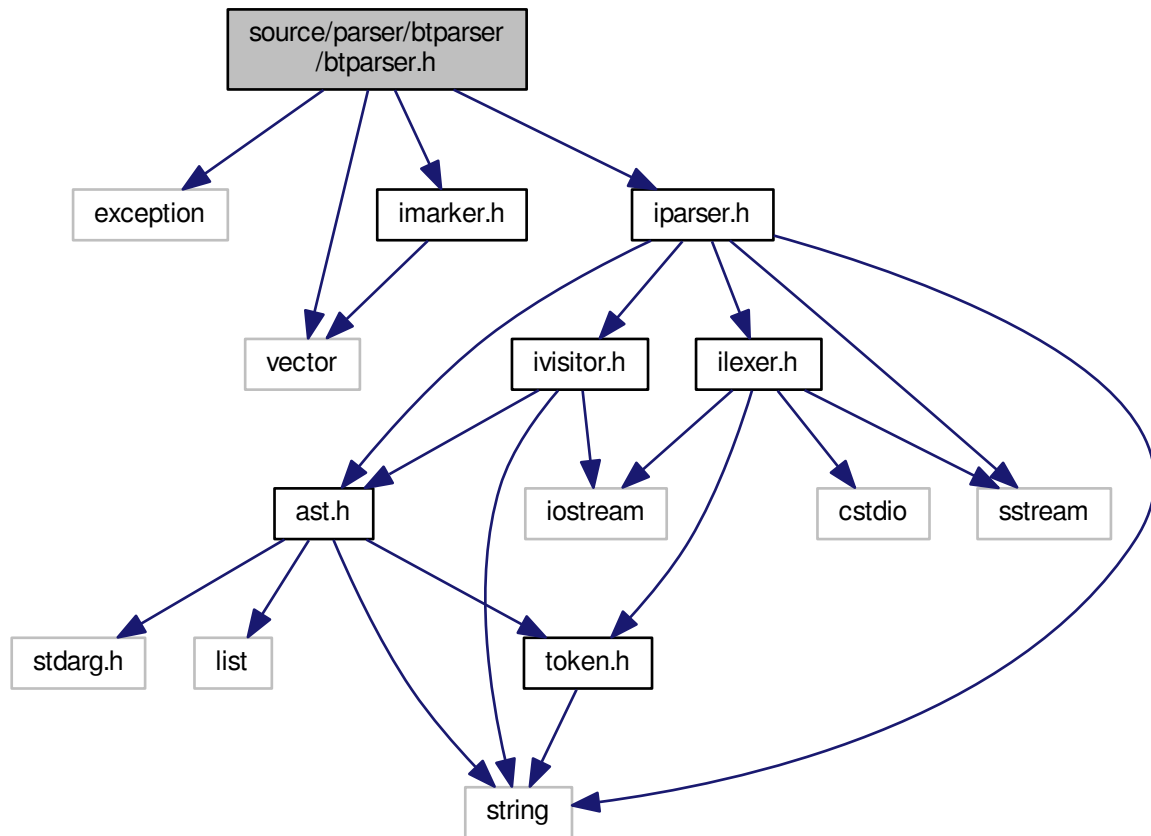 source/parser/btparser
/btparser.h
exception
imarker.h
iparser.h
vector
ivisitor.h
ilexer.h
ast.h
iostream
cstdio
sstream
stdarg.h
list
token.h
string